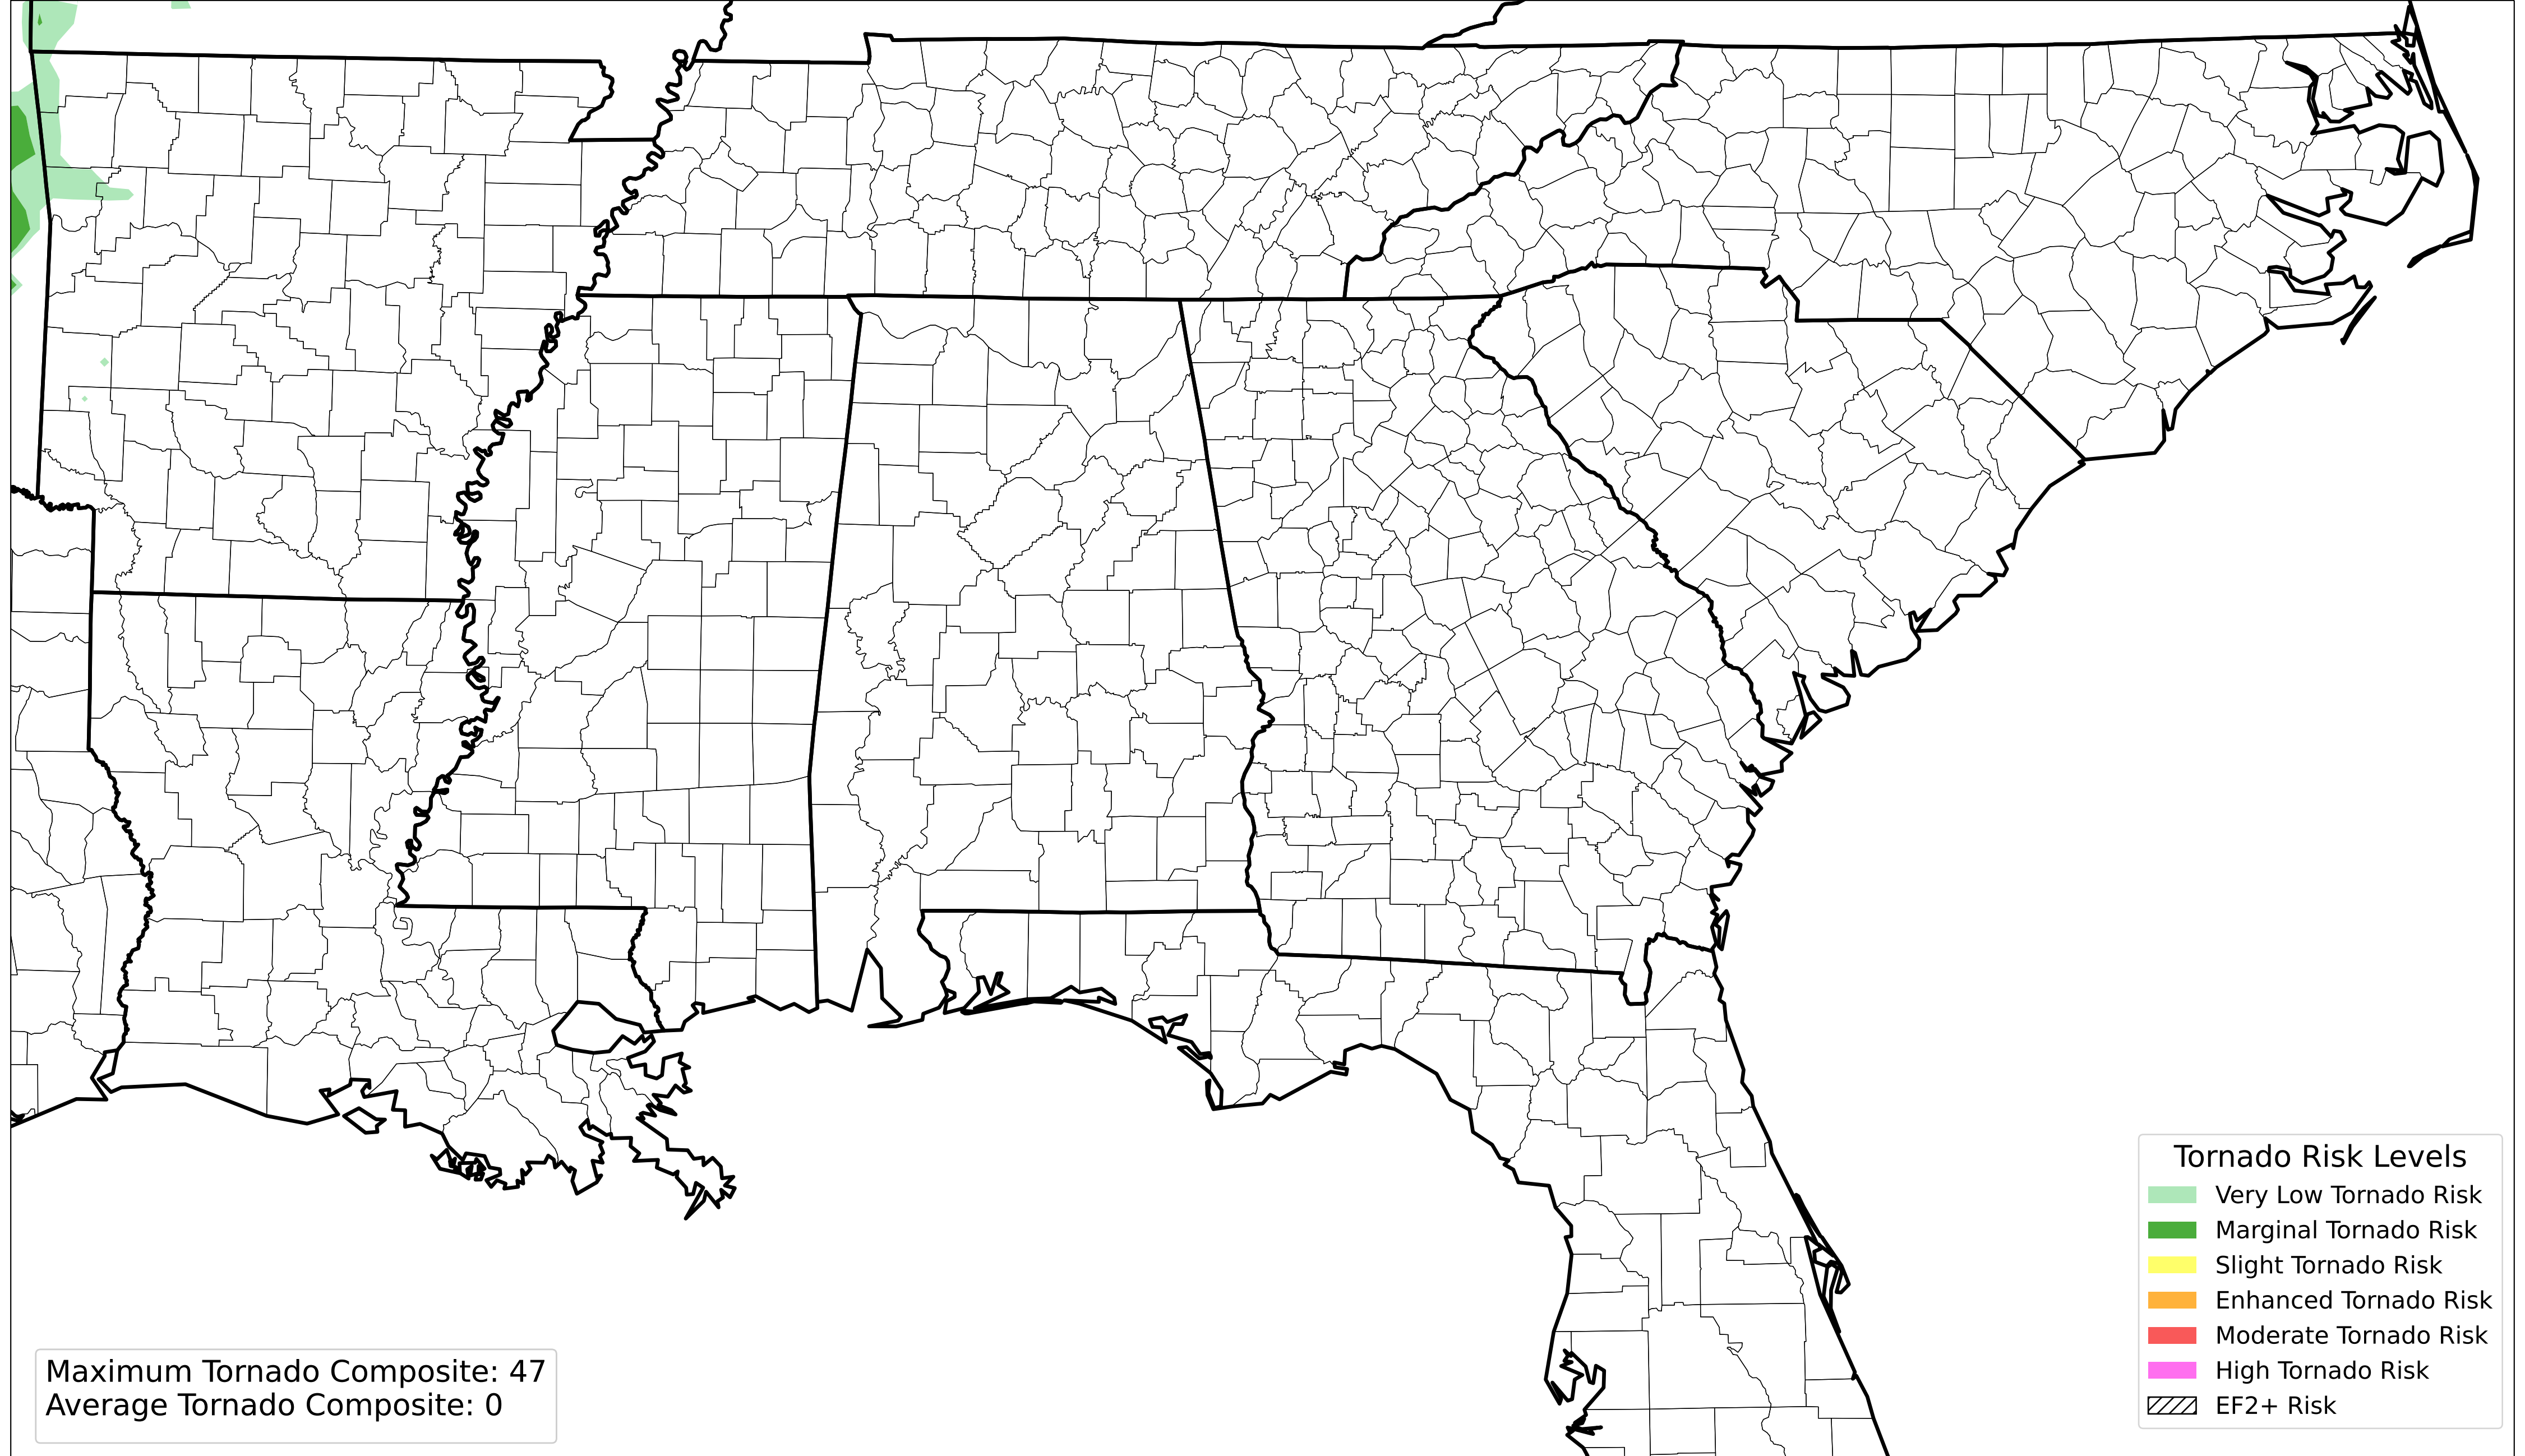 Tornado Risk Levels
Very Low Tornado Risk
Marginal Tornado Risk
Slight Tornado Risk
Enhanced Tornado Risk
Moderate Tornado Risk
High Tornado Risk
EF2+ Risk
Maximum Tornado Composite: 47
Average Tornado Composite: 0